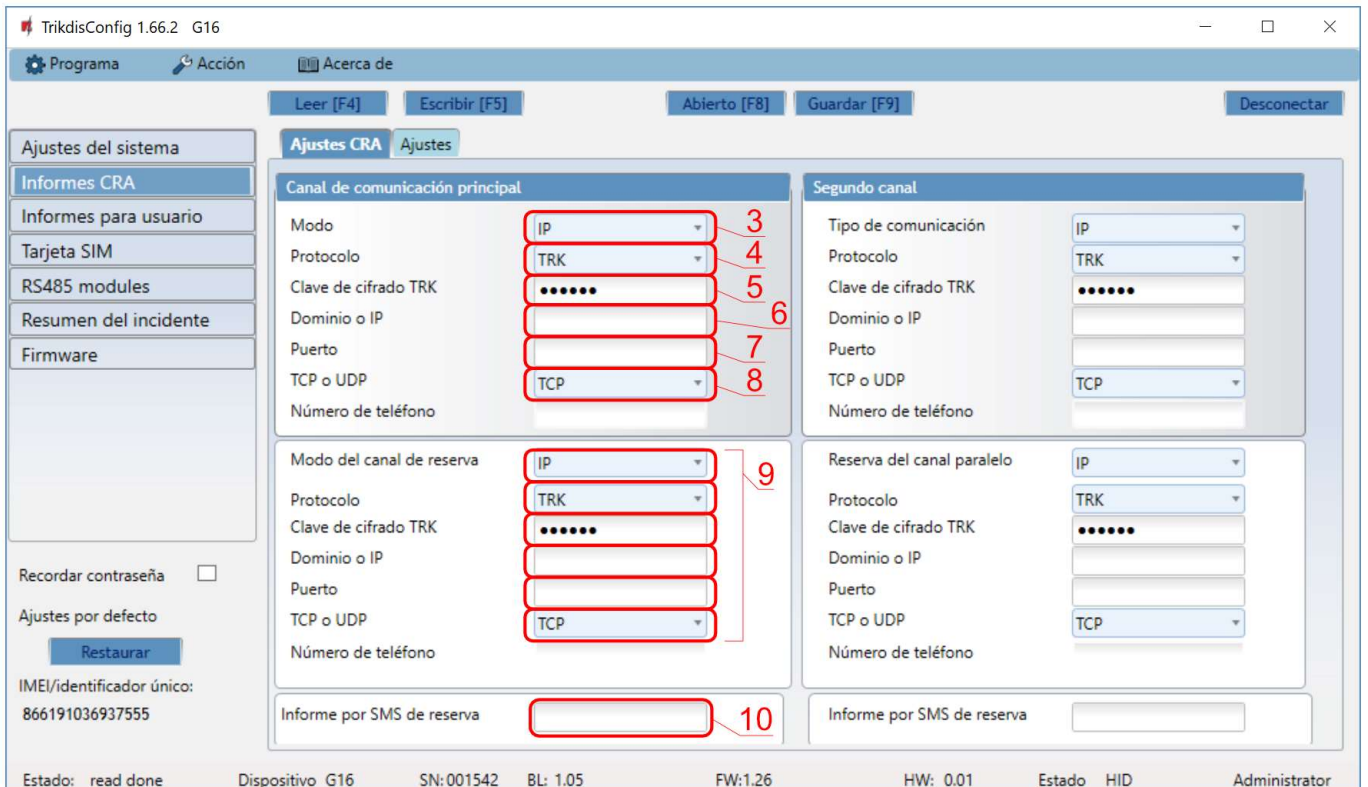 TrikdisConfig 1.66.2 G16
Programa Acción Acerca de
Leer [F4] Escribir [F5] Abierto [F8] Guardar [F9] Desconectar
Ajustes del sistema
Informes CRA
Informes para usuario
Tarjeta SIM
RS485 modules
Resumen del incidente
Firmware
Recordar contraseña
Ajustes por defecto
Restaurar
IMEI/identificador único:
866191036937555
Ajustes CRA Ajustes
Canal de comunicación principal
Modo IP 3
Protocolo TRK 4
Clave de cifrado TRK •••••• 5
Dominio o IP 6
Puerto 7
TCP o UDP TCP 8
Número de teléfono
Modo del canal de reserva IP 9
Protocolo TRK
Clave de cifrado TRK ••••••
Dominio o IP
Puerto
TCP o UDP TCP
Número de teléfono
Informe por SMS de reserva 10
Segundo canal
Tipo de comunicación IP
Protocolo TRK
Clave de cifrado TRK ••••••
Dominio o IP
Puerto
TCP o UDP TCP
Número de teléfono
Reserva del canal paralelo IP
Protocolo TRK
Clave de cifrado TRK ••••••
Dominio o IP
Puerto
TCP o UDP TCP
Número de teléfono
Informe por SMS de reserva
Estado: read done Dispositivo G16 SN:001542 BL: 1.05 FW:1.26 HW: 0.01 Estado HID Administrator